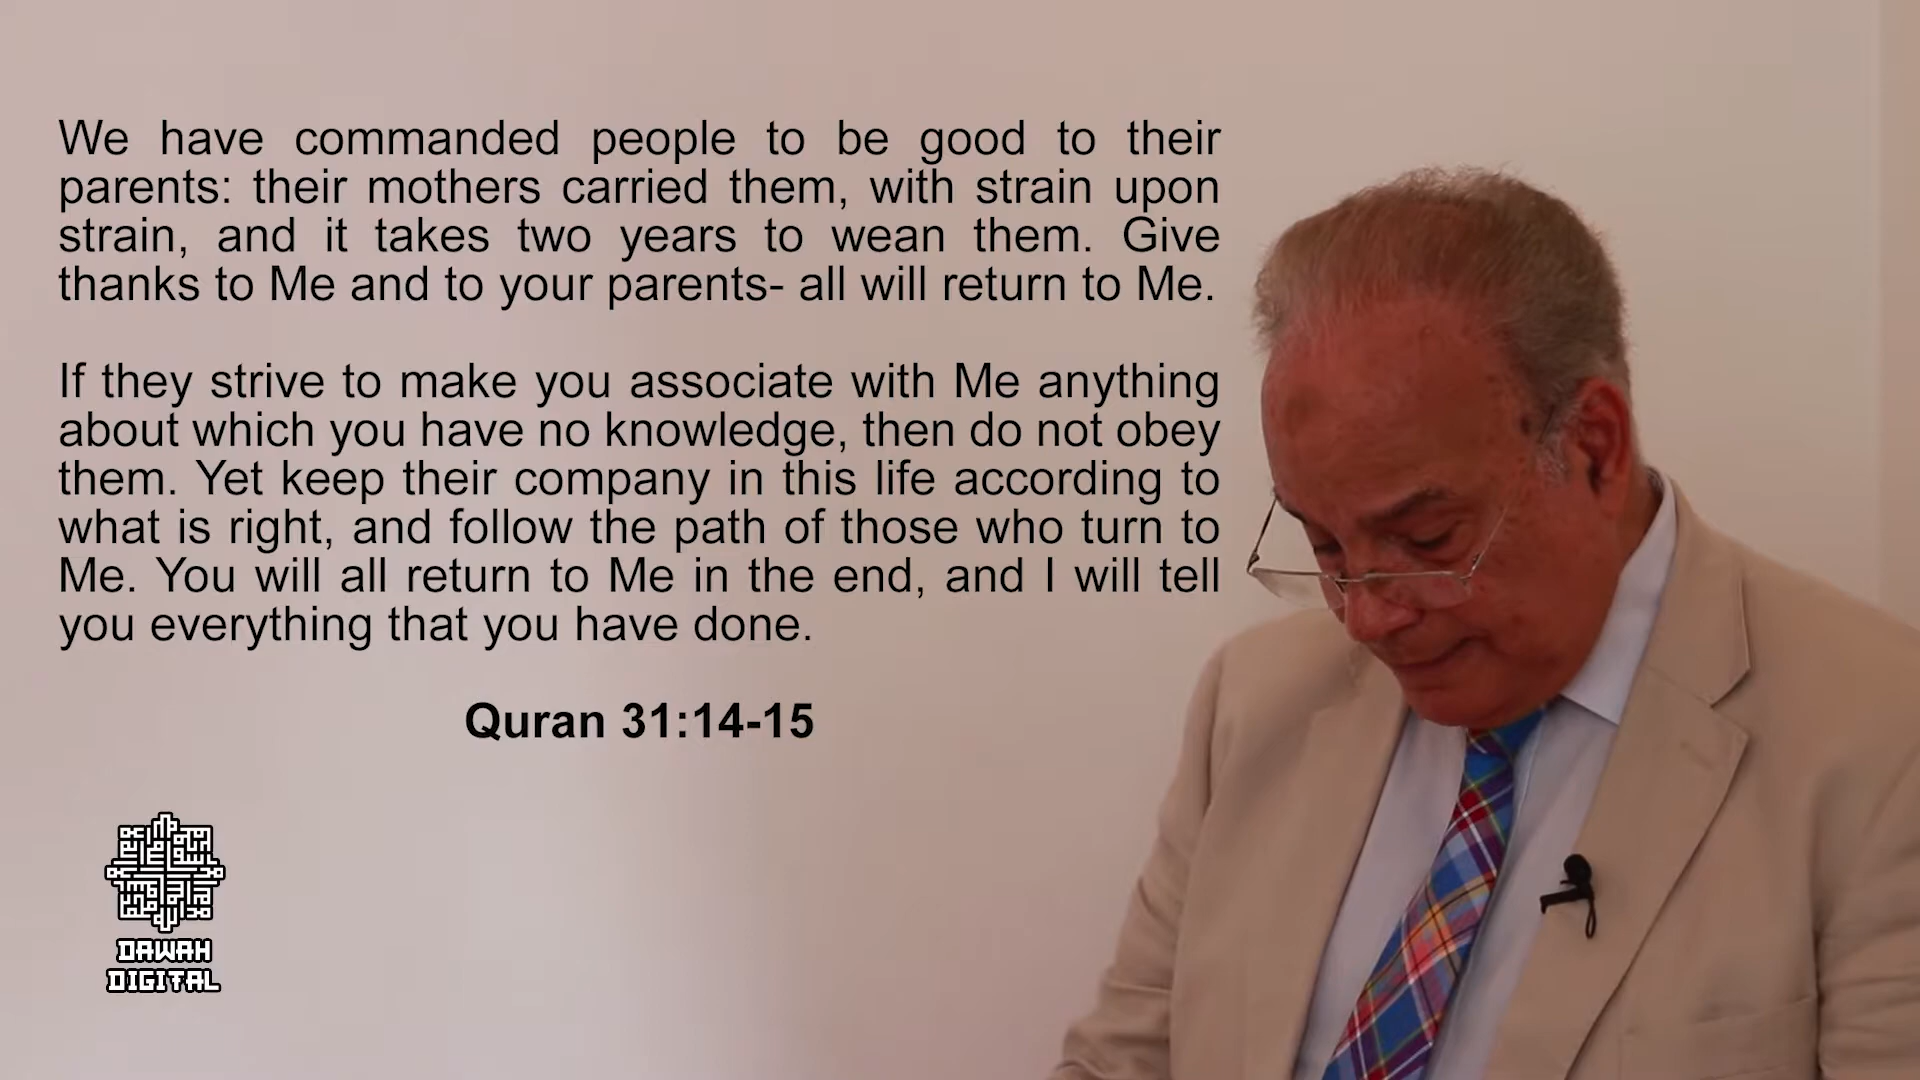 We have commanded people to be good to their
parents: their mothers carried them, with strain upon
strain, and it takes two years to wean them. Give
thanks to Me and to your parents- all will return to Me.
If they strive to make you associate with Me anything
about which you have no knowledge, then do not obey
them. Yet keep their company in this life according to
what is right, and follow the path of those who turn to
Me. You will all return to Me in the end, and I will tell
you everything that you have done.
Quran 31:14-15
DAWAH
DIGITAL